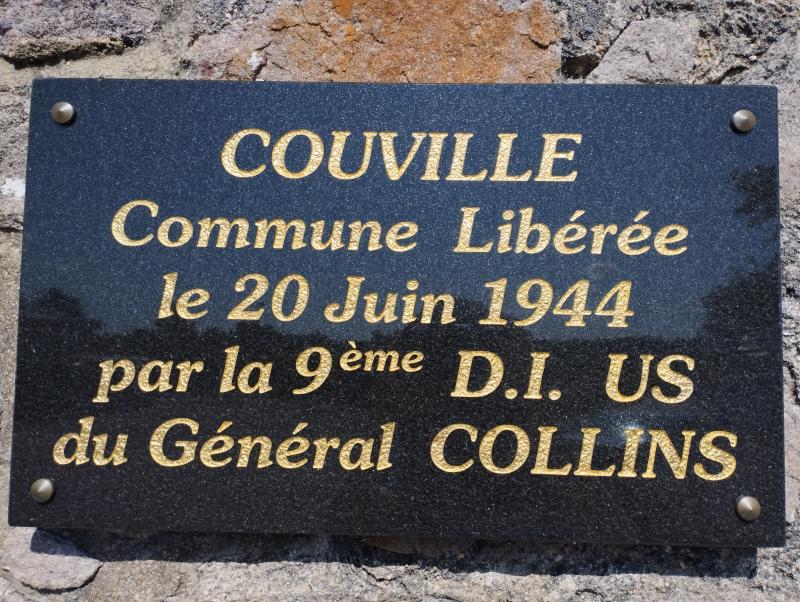 COUVILLE
Commune Libérée
le 20 Juin 1944
par la 9ème D.I. US
du Général COLLINS